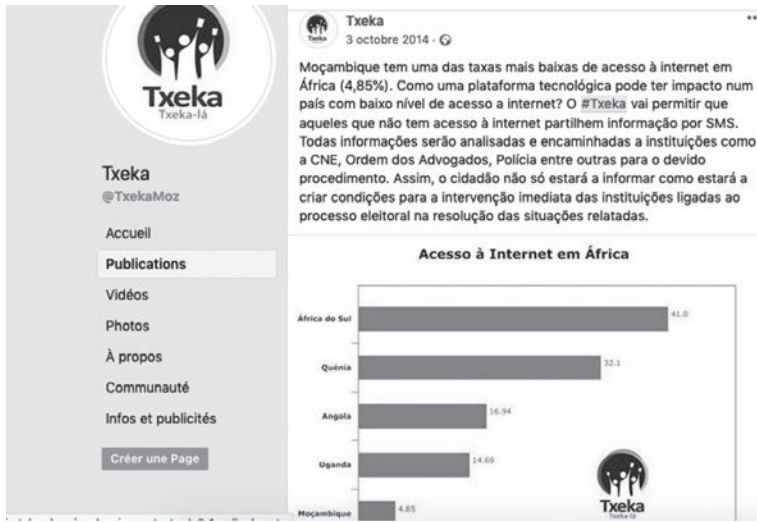 Txeka
Txeka-lá
Txeka
@TxekaMoz
Accueil
Publications
Vidéos
Photos
À propos
Communauté
Infos et publicités
Créer une Page
Txeka
Txeka-lá
Txeka
3 octobre 2014 ·
Moçambique tem uma das taxas mais baixas de acesso à internet em
África (4,85%). Como uma plataforma tecnológica pode ter impacto num
país com baixo nível de acesso a internet? O #Txeka vai permitir que
aqueles que não tem acesso à internet partilhem informação por SMS.
Todas informações serão analisadas e encaminhadas a instituições como
a CNE, Ordem dos Advogados, Polícia entre outras para o devido
procedimento. Assim, o cidadão não só estará a informar como estará a
criar condições para a intervenção imediata das instituições ligadas ao
processo eleitoral na resolução das situações relatadas.
Acesso à Internet em África
África do Sul 41.0
Quénia 32.1
Angola 16.94
Uganda 14.69
Moçambique 4.85
Txeka
Txeka-lá